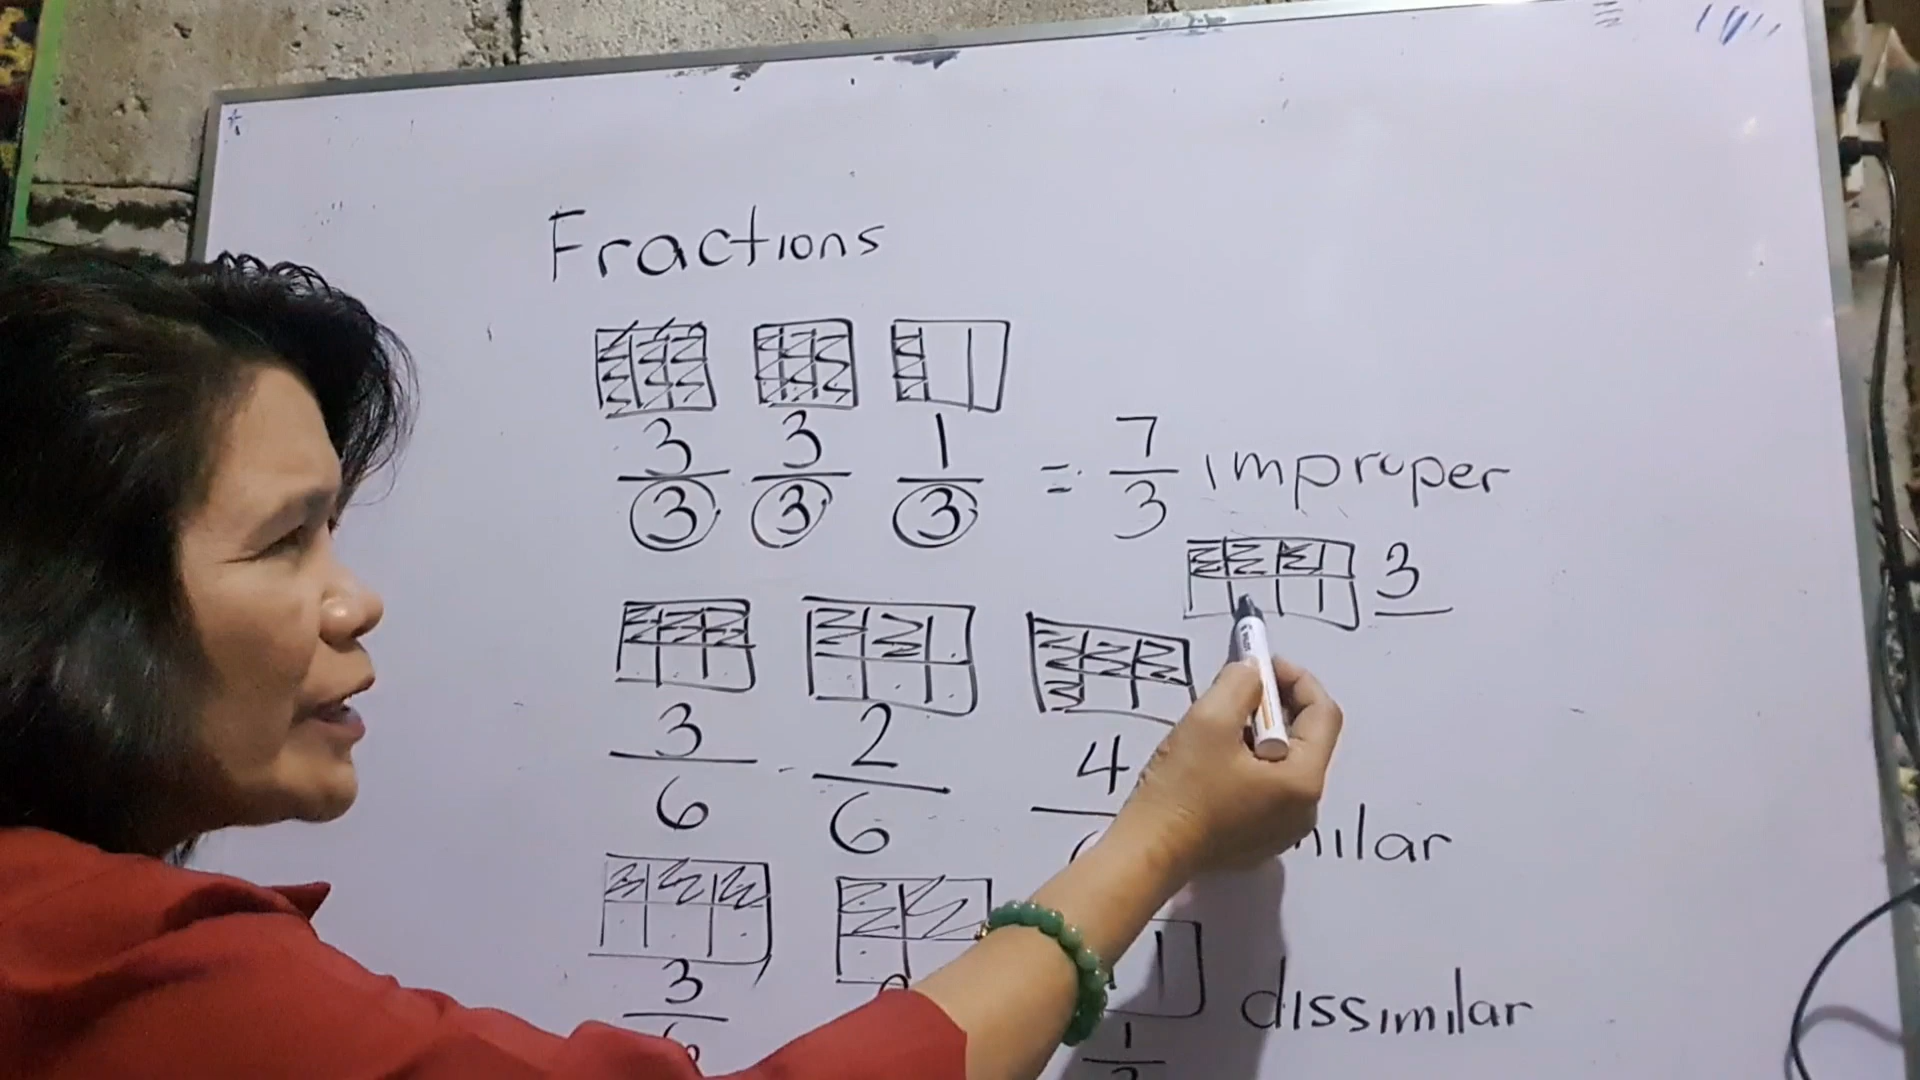 Fractions
3 3 1 = 7 improper
3 3 3 3
3
3 2 4
6 6 milar
3
dissimilar
1